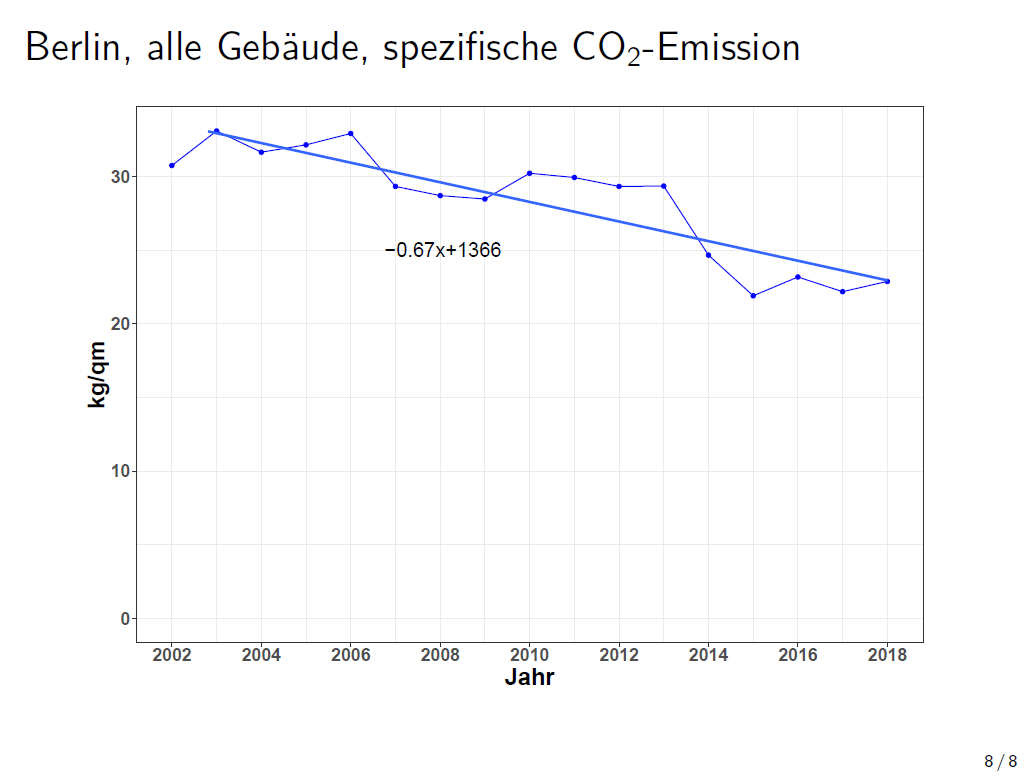 Berlin, alle Gebäude, spezifische CO₂-Emission
30
−0.67x+1366
20
kg/qm
10
0
2002 2004 2006 2008 2010 2012 2014 2016 2018
Jahr
8 / 8